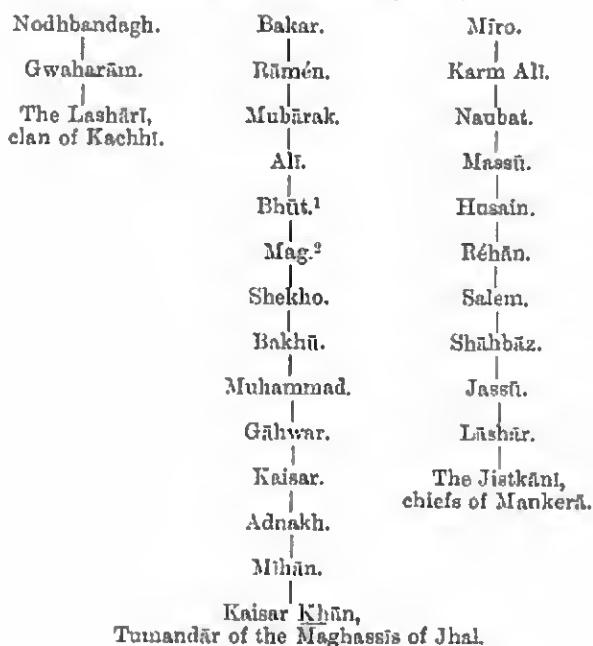 Nodhbandagh.
Gwaharām.
The Lashārī,
clan of Kachhī.
Bakar.
Rāmén.
Mubārak.
Alī.
Bhūt.¹
Mag.²
Shekho.
Bakhū.
Muhammad.
Gāhwar.
Kaisar.
Adnakh.
Mīhān.
Kaisar Khān,
Tumandār of the Maghassīs of Jhal.
Mīro.
Karm Alī.
Naubat.
Massū.
Husain.
Réhān.
Salem.
Shāhbāz.
Jassū.
Lāshār.
The Jistkānī,
chiefs of Mankerā.